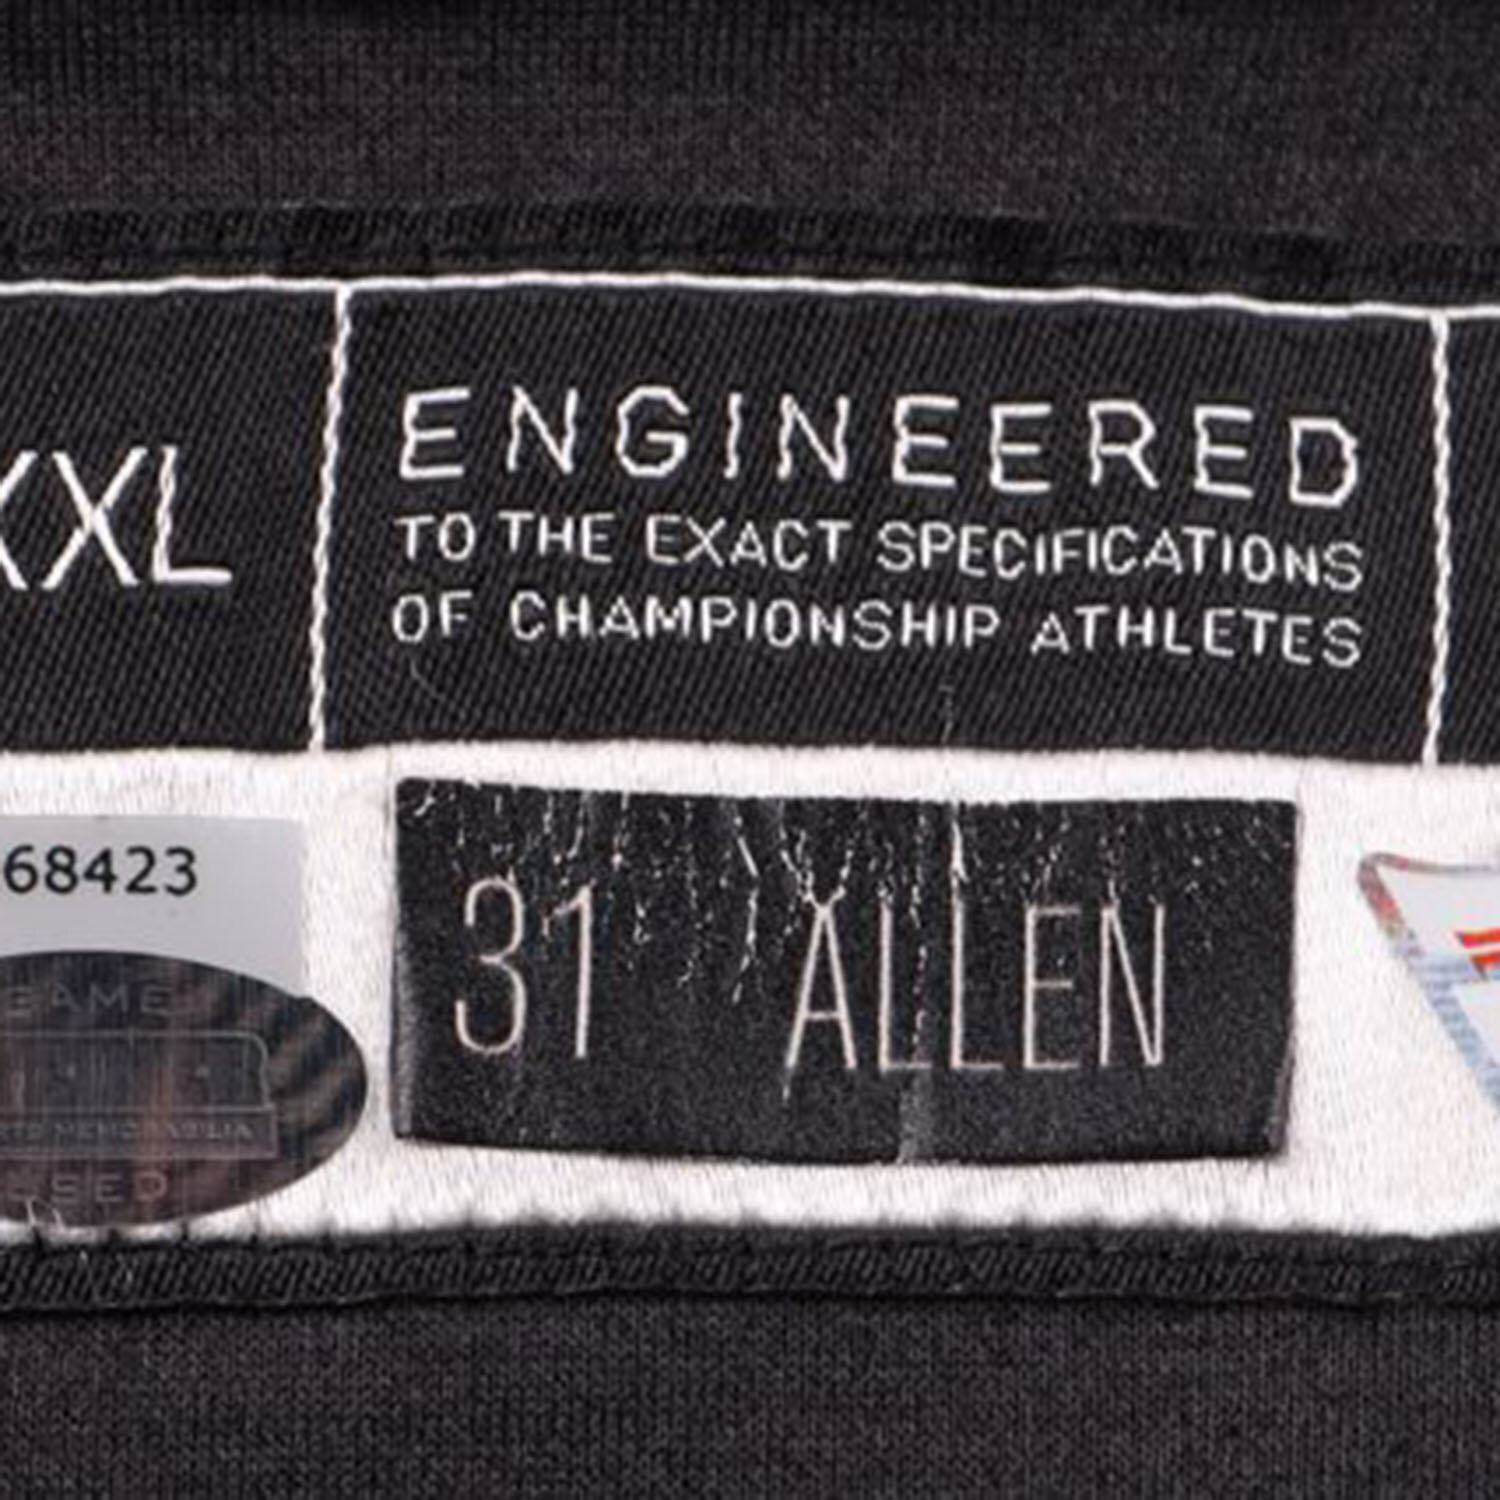 XXL
ENGINEERED
TO THE EXACT SPECIFICATIONS
OF CHAMPIONSHIP ATHLETES
68423
31 ALLEN